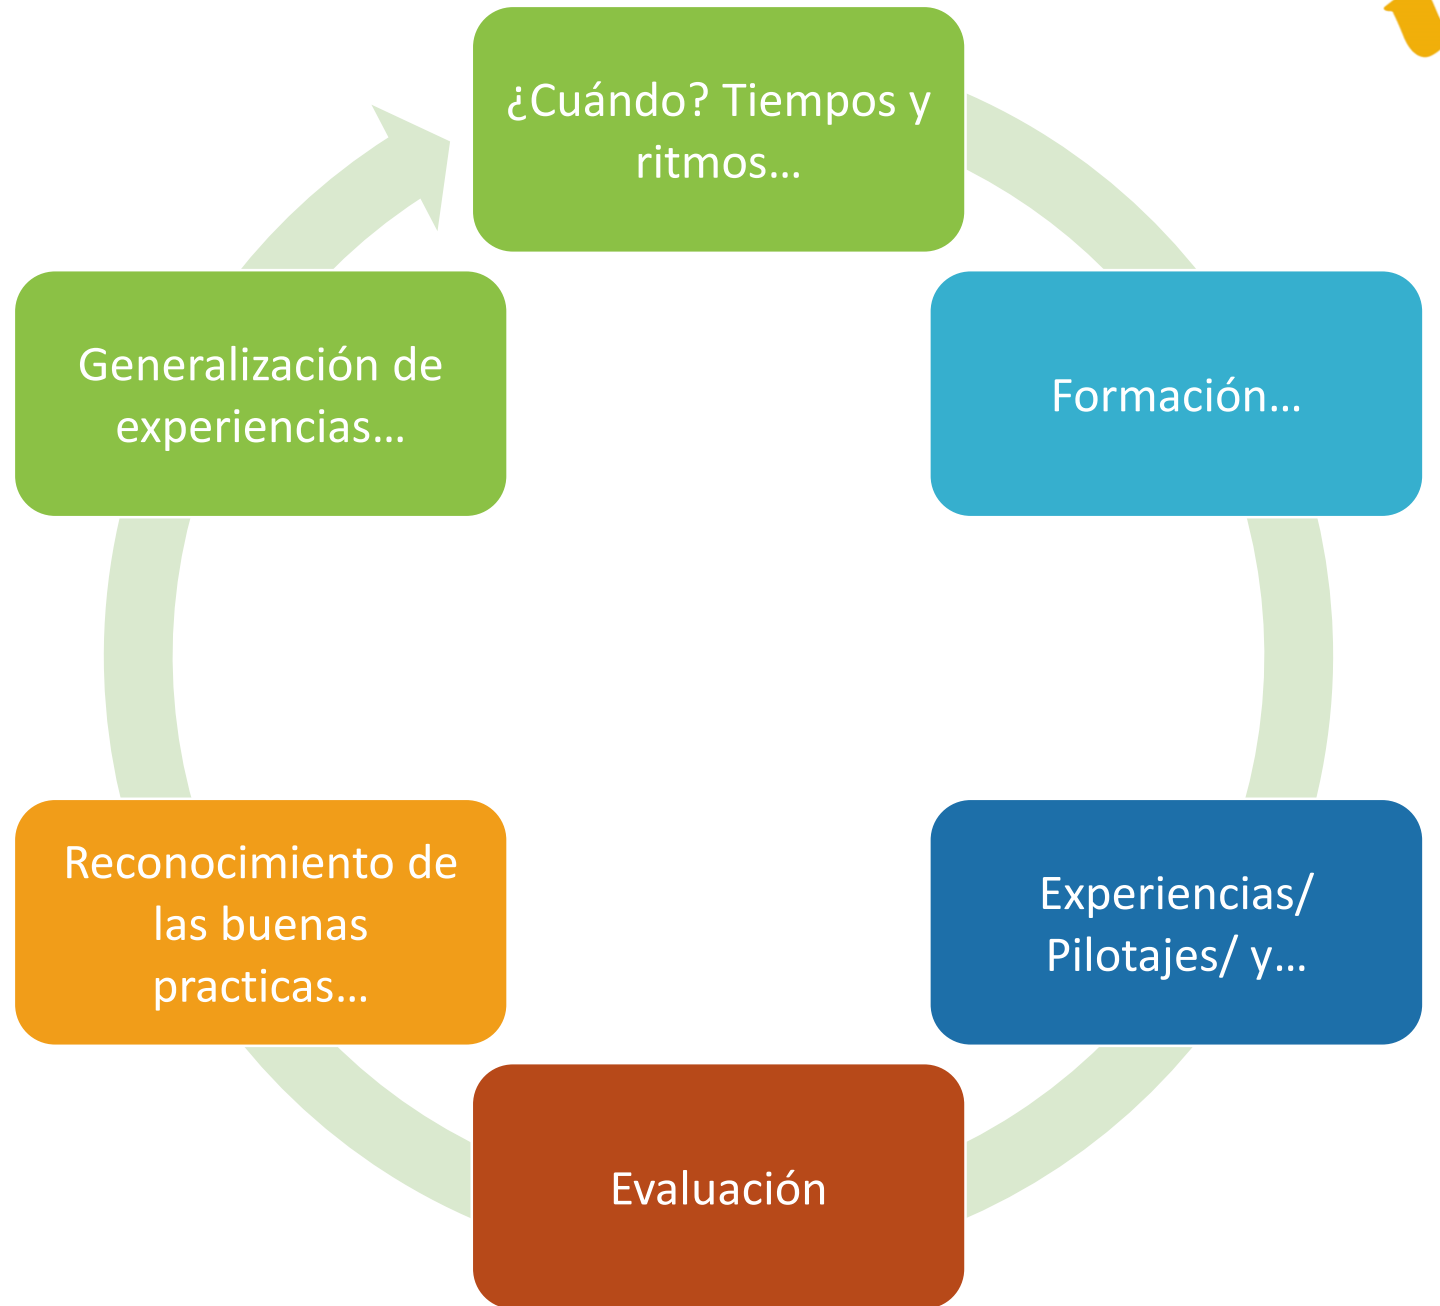 ¿Cuándo? Tiempos y
ritmos...
Formación...
Experiencias/
Pilotajes/ y...
Evaluación
Reconocimiento de
las buenas
practicas...
Generalización de
experiencias...